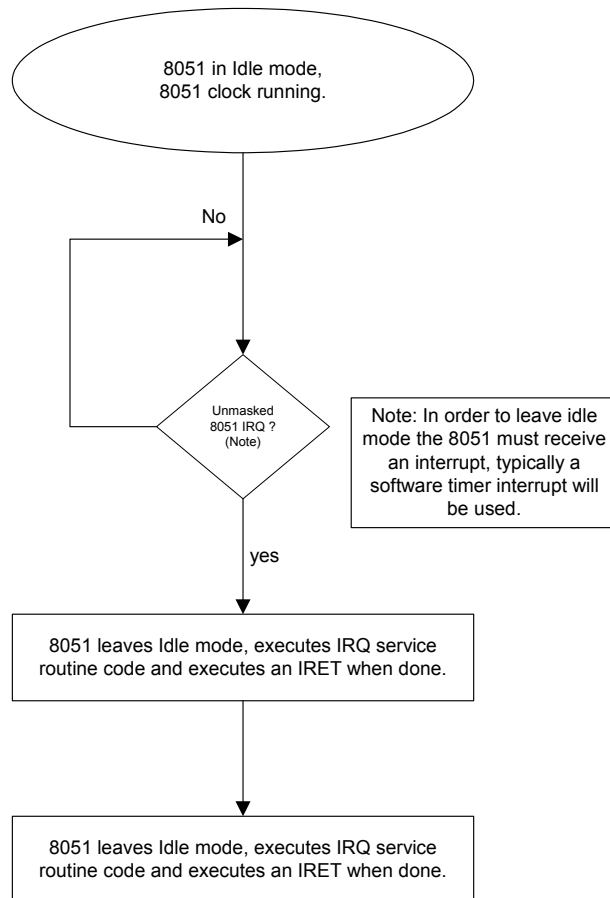 8051 in Idle mode,
8051 clock running.
No
Unmasked
8051 IRQ ?
(Note)
Note: In order to leave idle
mode the 8051 must receive
an interrupt, typically a
software timer interrupt will
be used.
yes
8051 leaves Idle mode, executes IRQ service
routine code and executes an IRET when done.
8051 leaves Idle mode, executes IRQ service
routine code and executes an IRET when done.